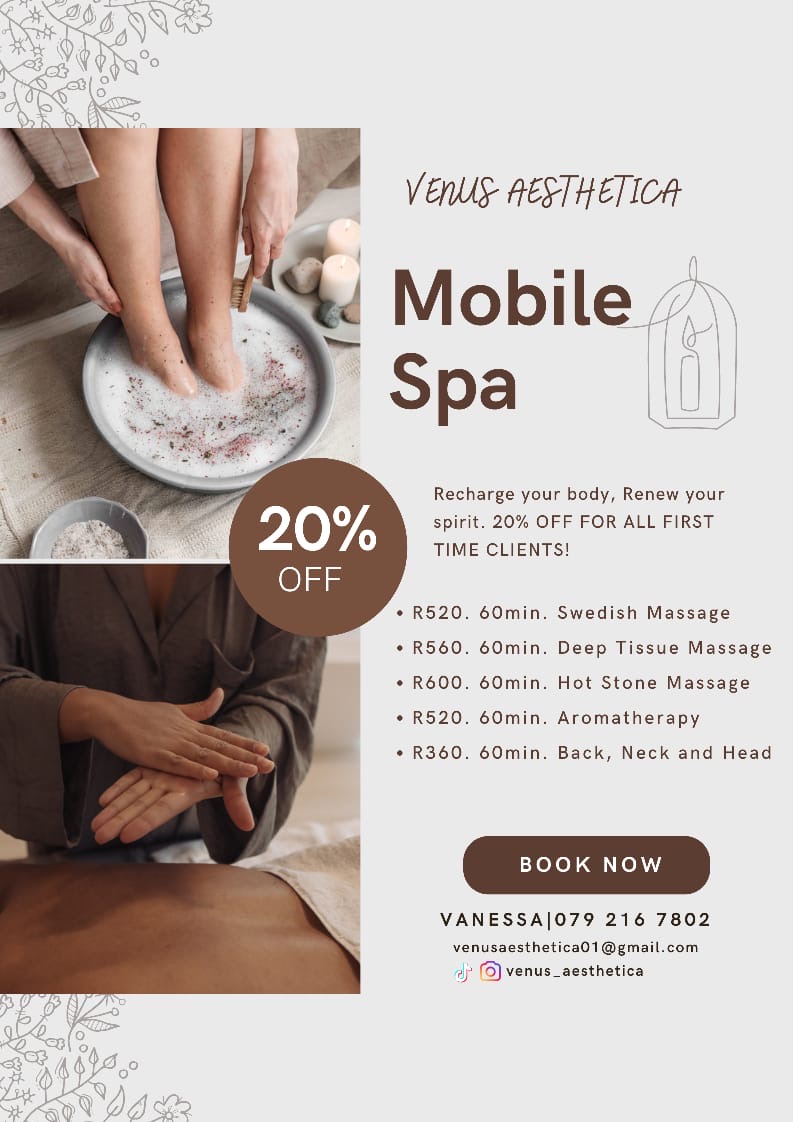 VENUS AESTHETICA
Mobile
Spa
20%
OFF
Recharge your body, Renew your
spirit. 20% OFF FOR ALL FIRST
TIME CLIENTS!
• R520. 60min. Swedish Massage
• R560. 60min. Deep Tissue Massage
• R600. 60min. Hot Stone Massage
• R520. 60min. Aromatherapy
• R360. 60min. Back, Neck and Head
BOOK NOW
VANESSA|079 216 7802
venusaesthetica01@gmail.com
venus_aesthetica